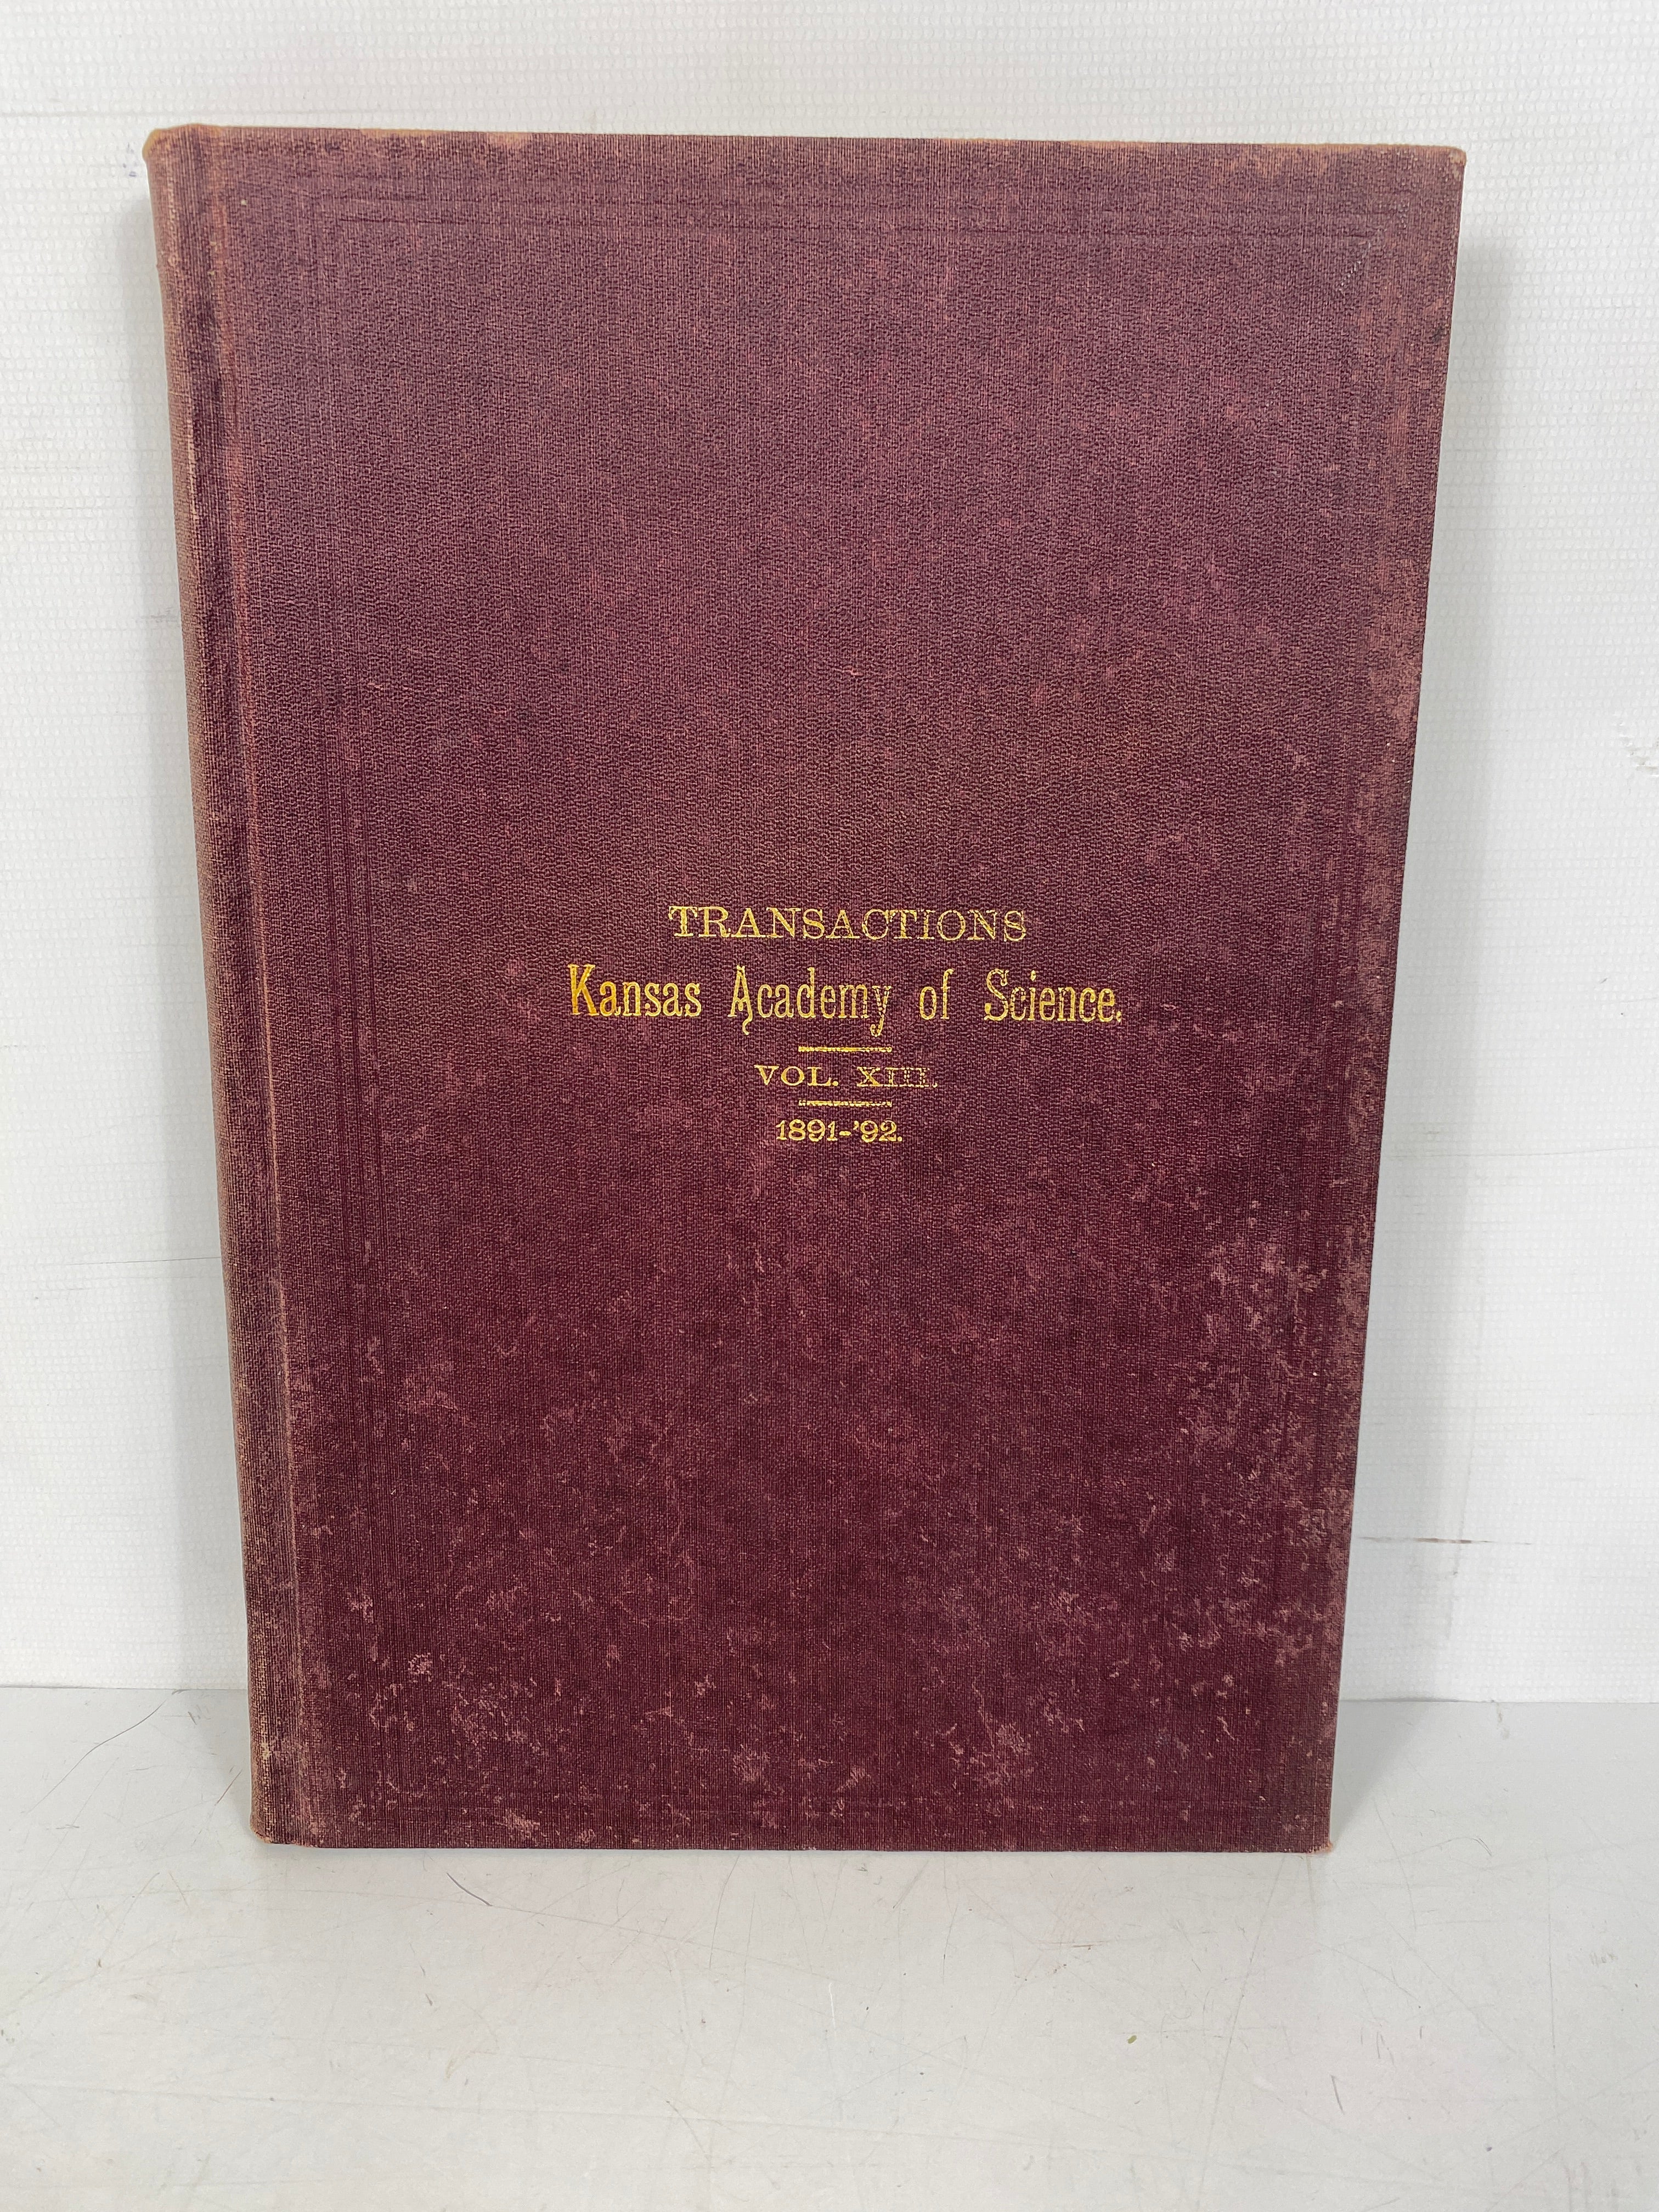 TRANSACTIONS
Kansas Academy of Science.
VOL. XIII.
1891-'92.